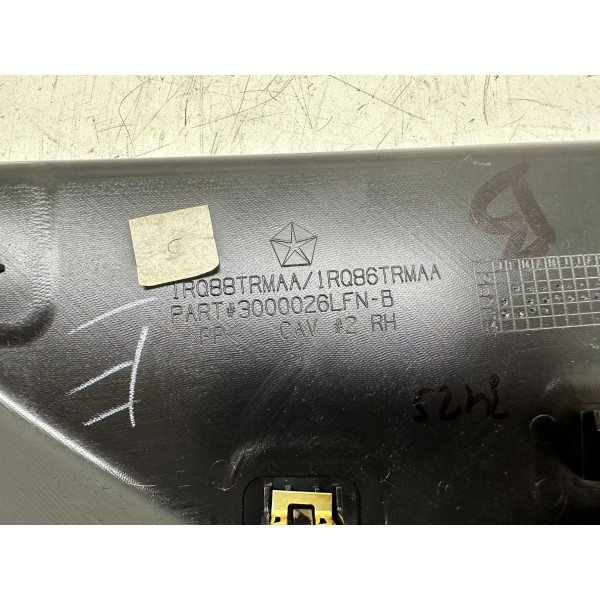 1RQ88TRMAA/1RQ86TRMAA
PART#3000026LFN-B
PP CAV #2 RH